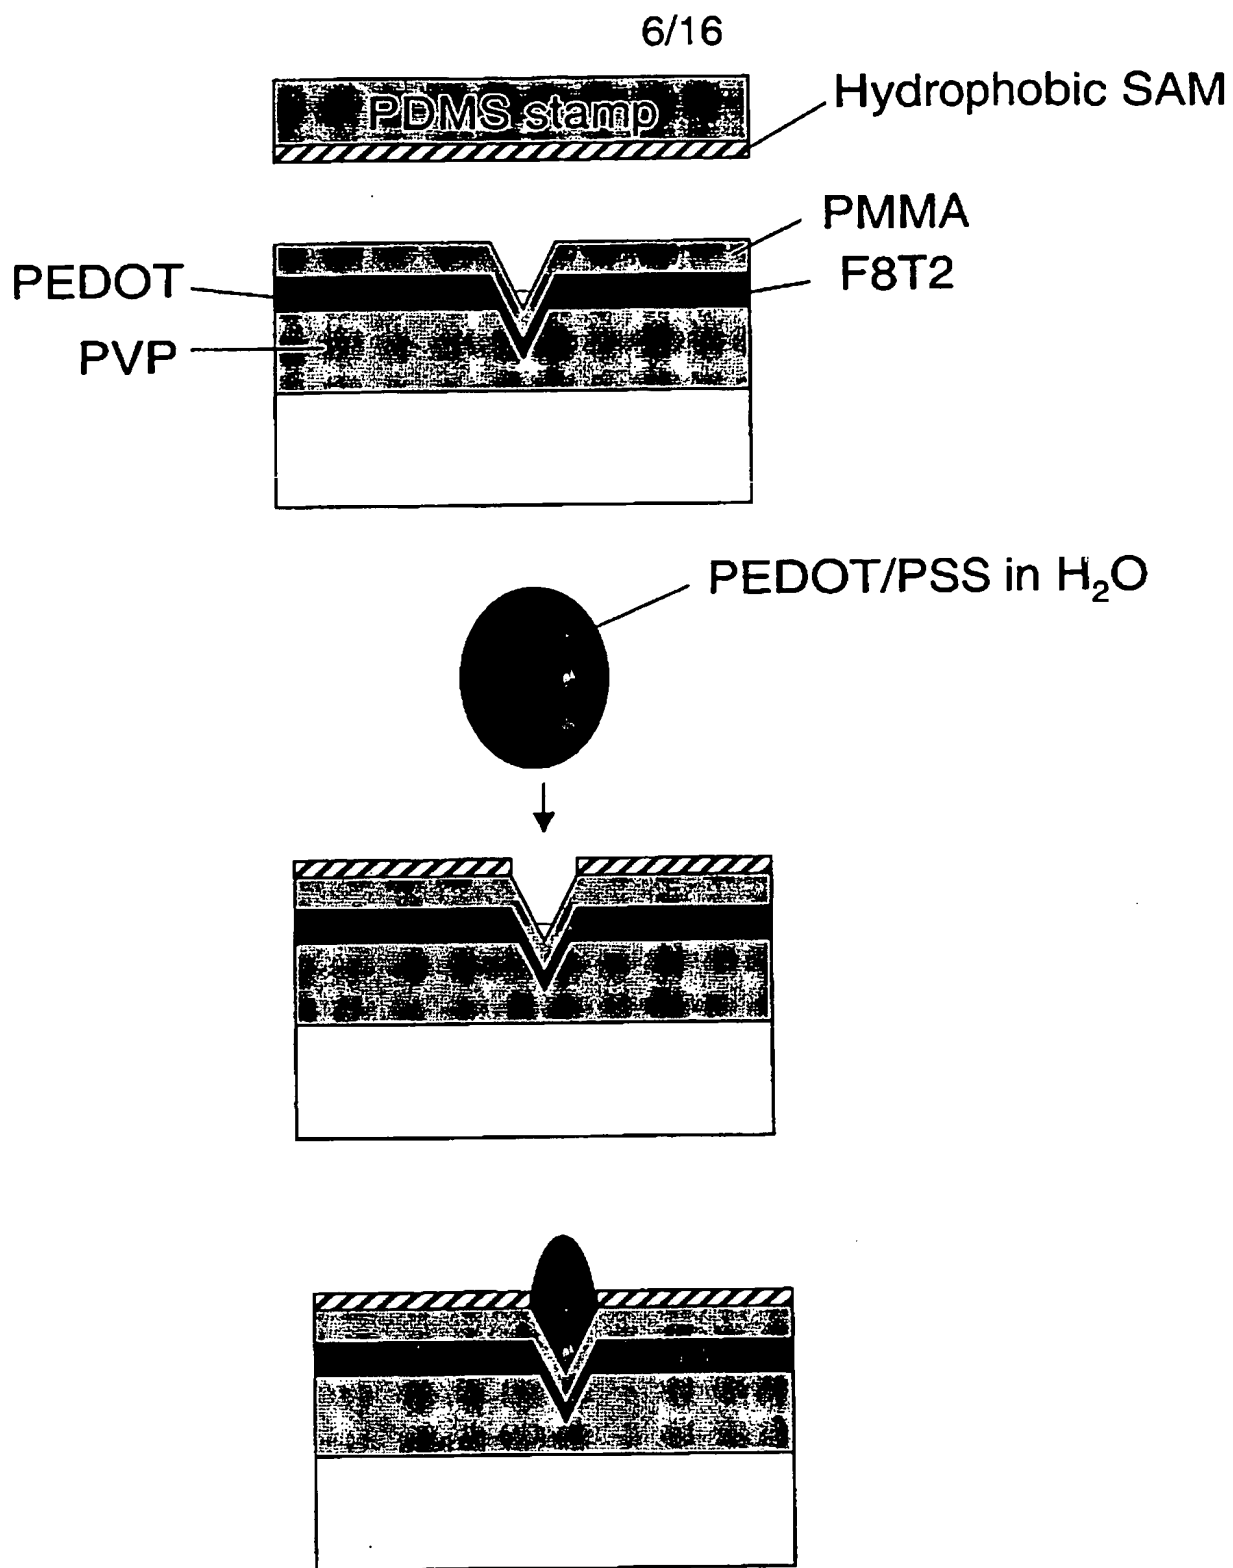 6/16
PDMS stamp
Hydrophobic SAM
PMMA
PEDOT
F8T2
PVP
PEDOT/PSS in H₂O